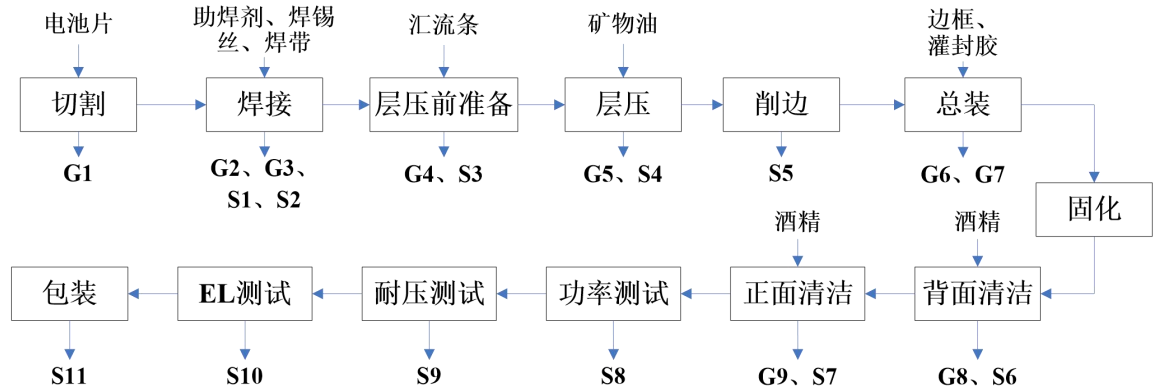 电池片
助焊剂、焊锡
丝、焊带
汇流条
矿物油
边框、
灌封胶
切割
焊接
层压前准备
层压
削边
总装
G1
G2、G3、
S1、S2
G4、S3
G5、S4
S5
G6、G7
固化
酒精
酒精
包装
EL测试
耐压测试
功率测试
正面清洁
背面清洁
S11
S10
S9
S8
G9、S7
G8、S6